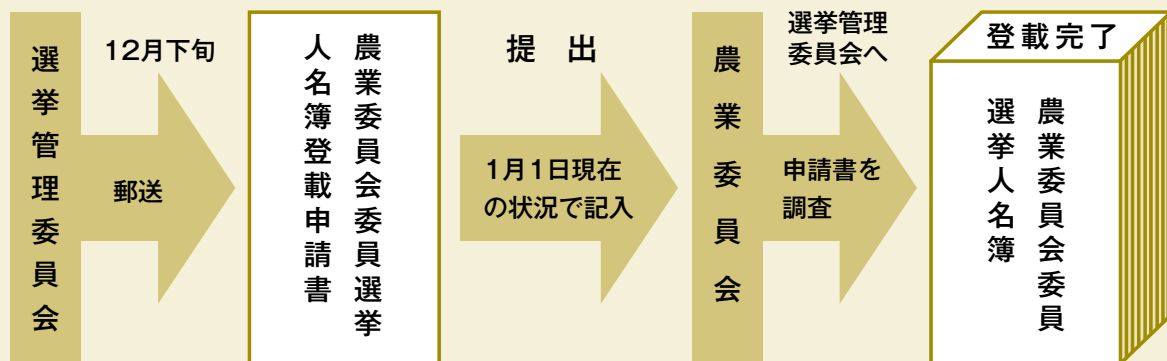 選挙管理委員会
12月下旬
郵送
農業委員会委員選挙
人名簿登載申請書
提出
1月1日現在
の状況で記入
農業委員会
選挙管理
委員会へ
申請書を
調査
登載完了
農業委員会委員
選挙人名簿